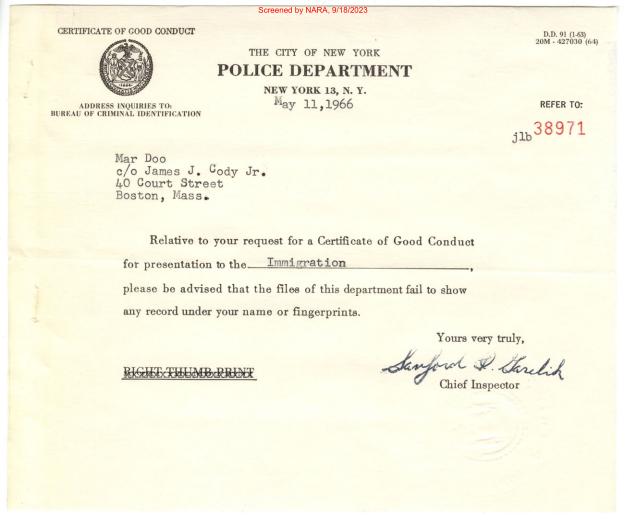 Screened by NARA, 9/18/2023
CERTIFICATE OF GOOD CONDUCT
D.D. 91 (1-63)
20M - 427030 (64)
THE CITY OF NEW YORK
POLICE DEPARTMENT
NEW YORK 13, N. Y.
May 11,1966
ADDRESS INQUIRIES TO:
BUREAU OF CRIMINAL IDENTIFICATION
REFER TO:
jlb 38971
Mar Doo
c/o James J. Cody Jr.
40 Court Street
Boston, Mass.
Relative to your request for a Certificate of Good Conduct
for presentation to the Immigration,
please be advised that the files of this department fail to show
any record under your name or fingerprints.
Yours very truly,
Sanford D. Garelik
Chief Inspector
RIGHT THUMB PRINT